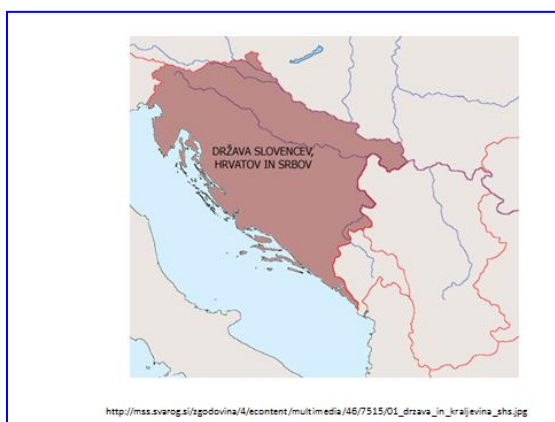 DRŽAVA SLOVENCEV,
HRVATOV IN SRBOV
http://mss.svarog.si/zgodovina/4/econtent/multimedia/46/7515/01_drzava_in_kraljevina_shs.jpg